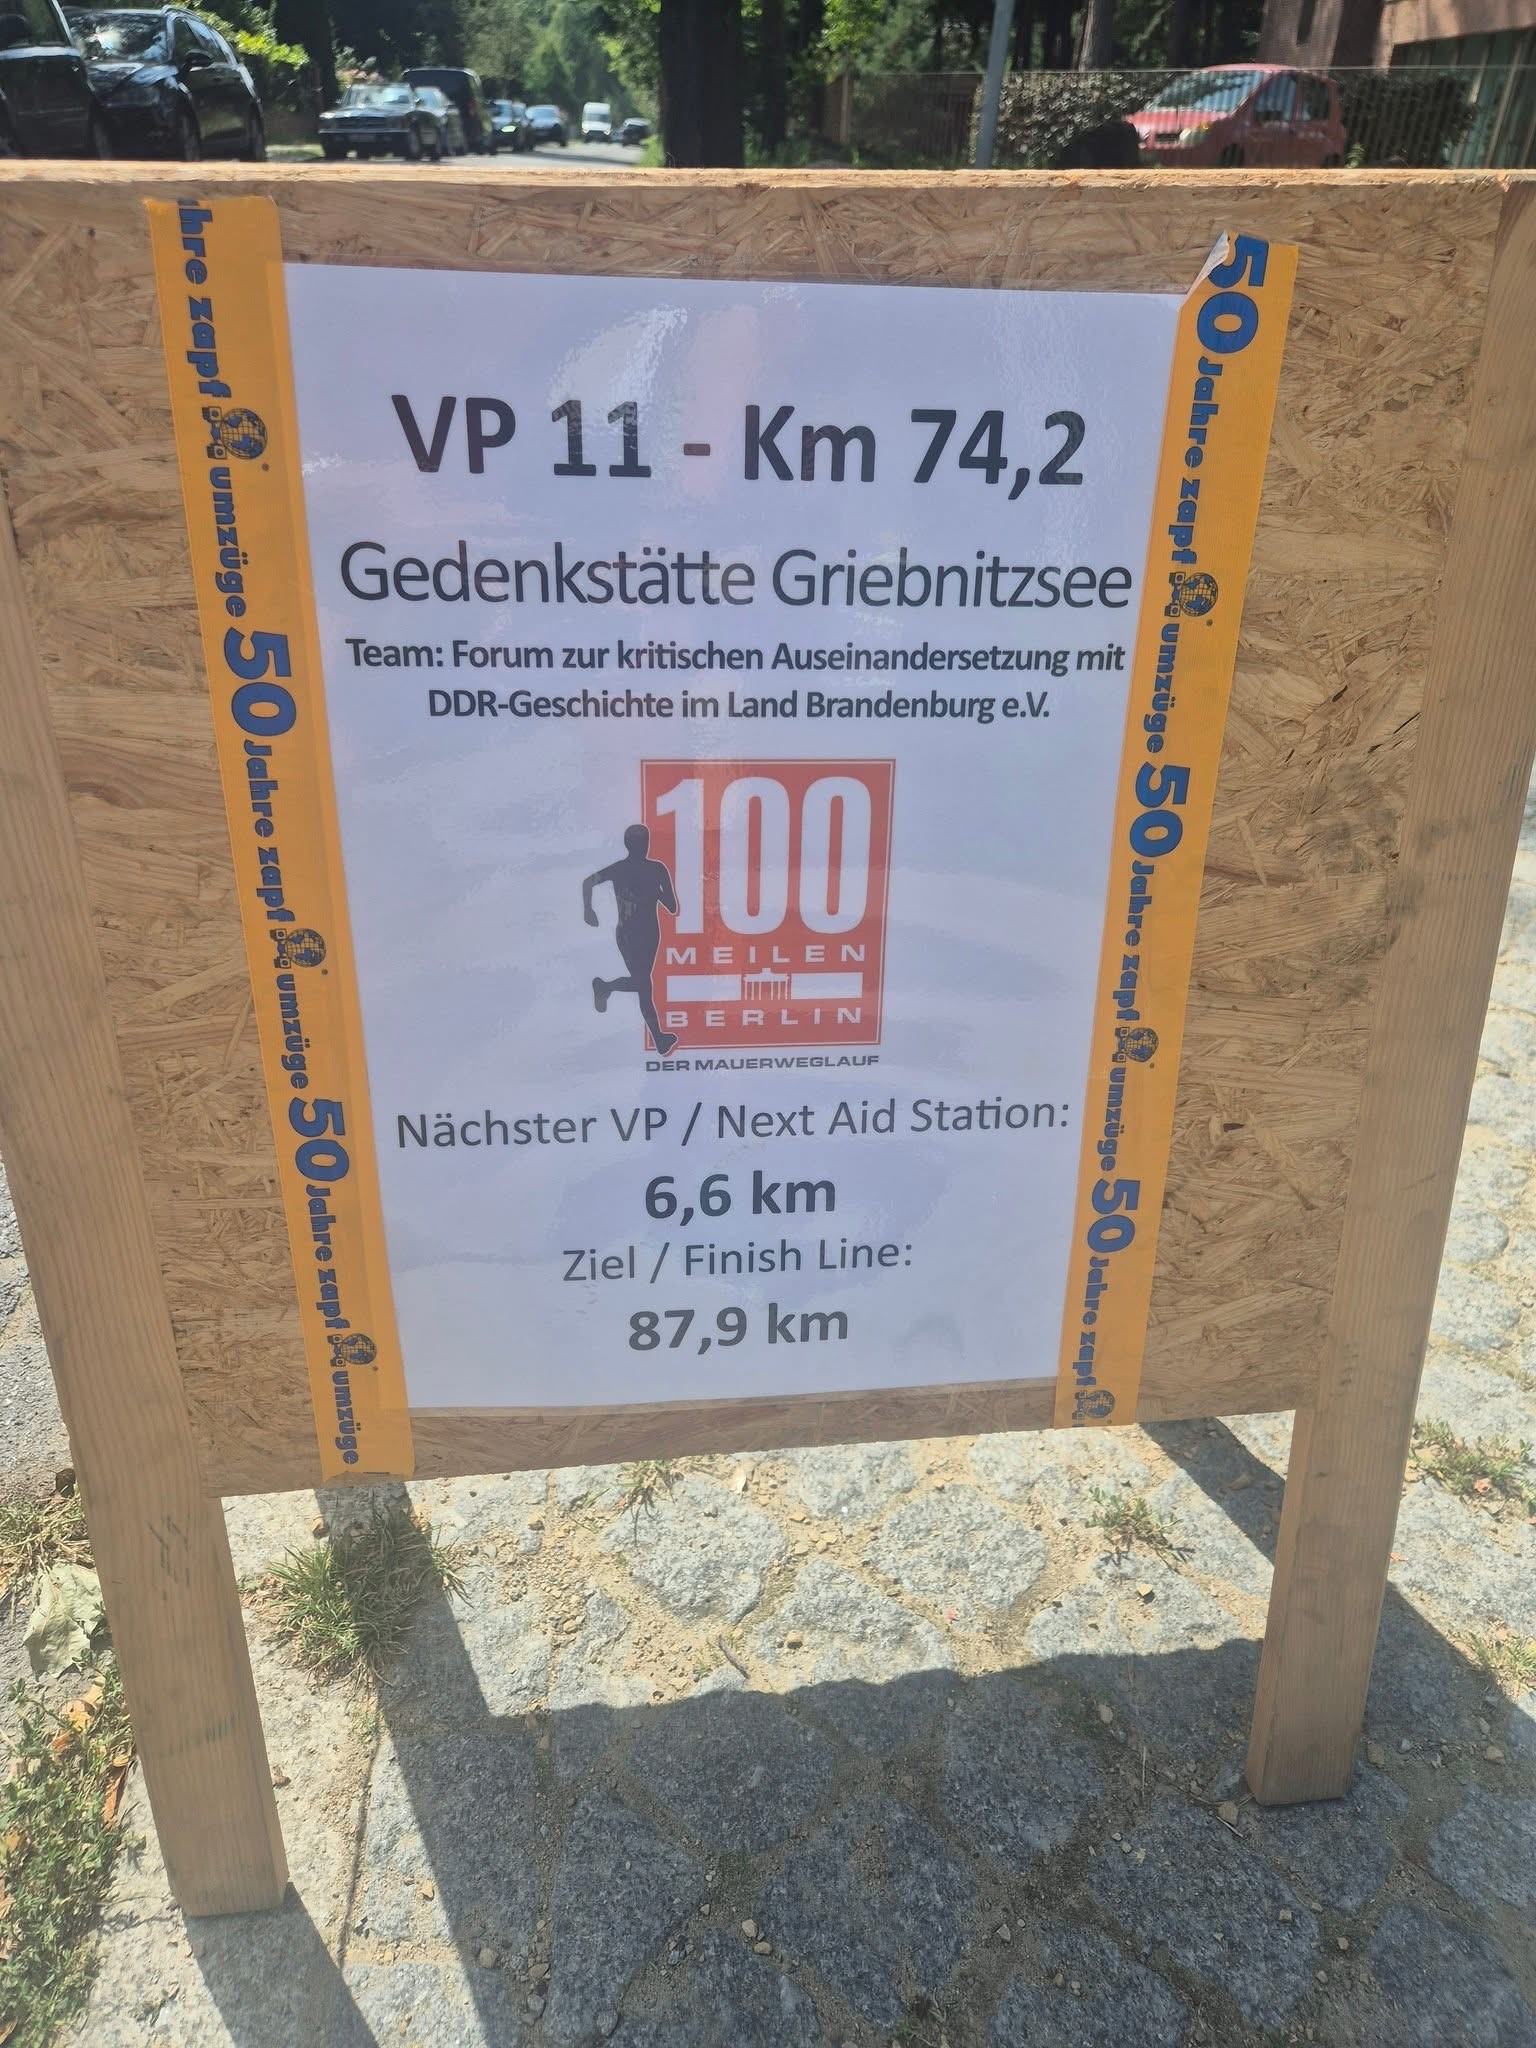 VP 11 - Km 74,2
Gedenkstätte Griebnitzsee
Team: Forum zur kritischen Auseinandersetzung mit
DDR-Geschichte im Land Brandenburg e.V.
100
MEILEN
BERLIN
DER MAUERWEGLAUF
Nächster VP / Next Aid Station:
6,6 km
Ziel / Finish Line:
87,9 km
hre zapf umzüge 50 Jahre zapf umzüge 50 Jahre zapf umzüge
50 Jahre zapf umzüge 50 Jahre zapf umzüge 50 Jahre zapf